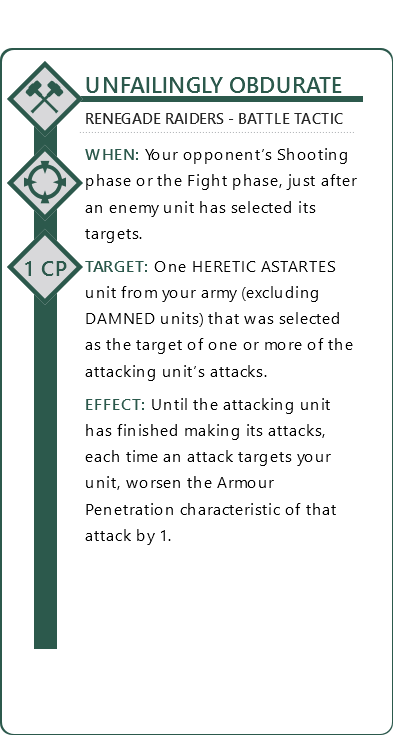 UNFAILINGLY OBDURATE
RENEGADE RAIDERS - BATTLE TACTIC
WHEN: Your opponent's Shooting
phase or the Fight phase, just after
an enemy unit has selected its
targets.
1 CP
TARGET: One HERETIC ASTARTES
unit from your army (excluding
DAMNED units) that was selected
as the target of one or more of the
attacking unit's attacks.
EFFECT: Until the attacking unit
has finished making its attacks,
each time an attack targets your
unit, worsen the Armour
Penetration characteristic of that
attack by 1.